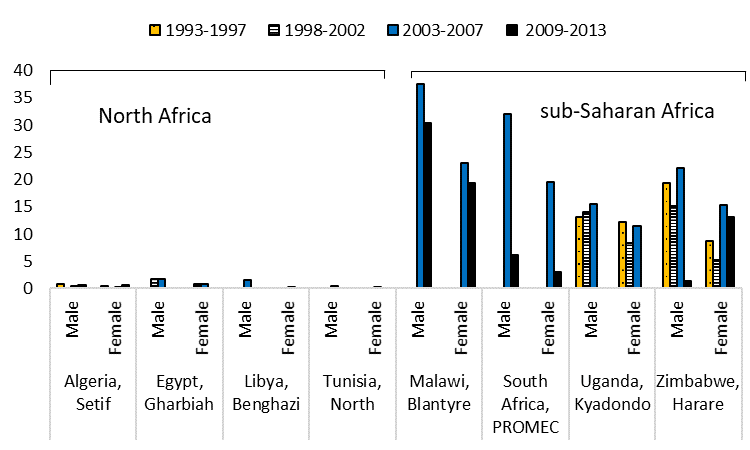 1993-1997 1998-2002 2003-2007 2009-2013
40
35
30
25
20
15
10
5
0
North Africa
sub-Saharan Africa
Male Female Male Female Male Female Male Female Male Female Male Female Male Female Male Female
Algeria, Egypt, Libya, Tunisia, Malawi, South Uganda, Zimbabwe,
Setif Gharbiah Benghazi North Blantyre Africa, Kyadondo Harare
PROMEC